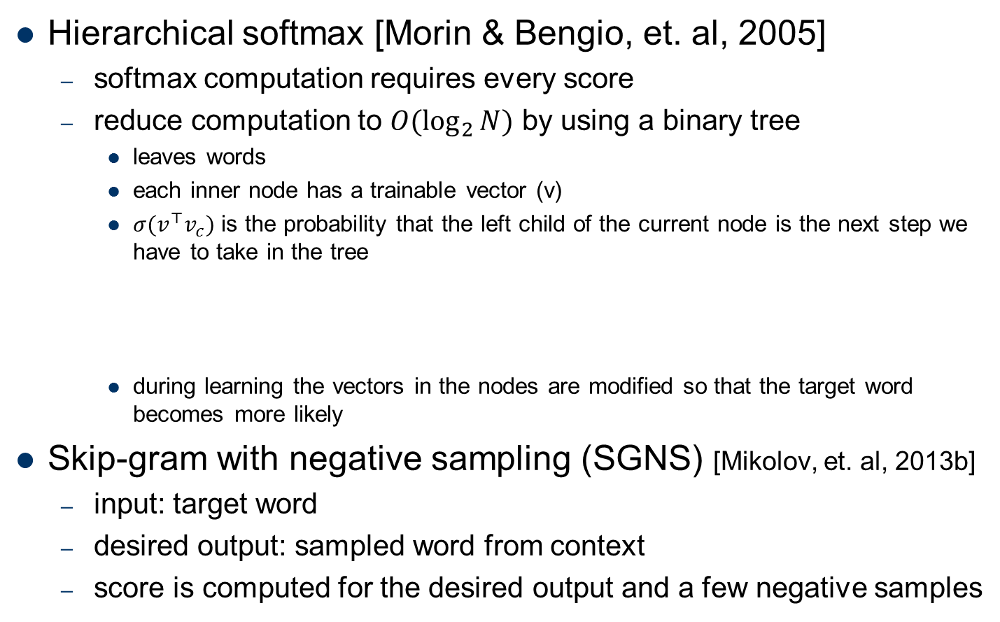 ● Hierarchical softmax [Morin & Bengio, et. al, 2005]
– softmax computation requires every score
– reduce computation to O(log₂ N) by using a binary tree
● leaves words
● each inner node has a trainable vector (v)
● σ(v⊤v_c) is the probability that the left child of the current node is the next step we
have to take in the tree
● during learning the vectors in the nodes are modified so that the target word
becomes more likely
● Skip-gram with negative sampling (SGNS) [Mikolov, et. al, 2013b]
– input: target word
– desired output: sampled word from context
– score is computed for the desired output and a few negative samples